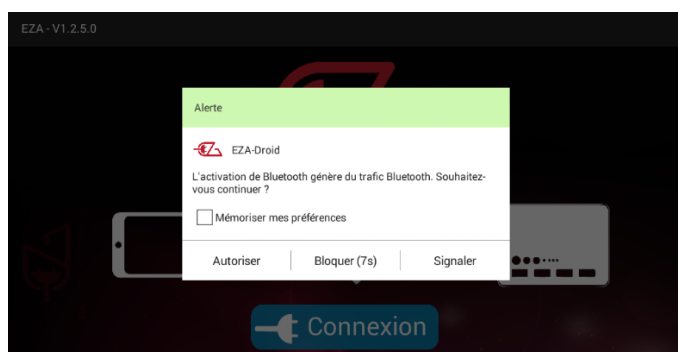 EZA - V1.2.5.0
Alerte
EZA-Droid
L'activation de Bluetooth génère du trafic Bluetooth. Souhaitez-
vous continuer ?
Mémoriser mes préférences
Autoriser
Bloquer (7s)
Signaler
Connexion